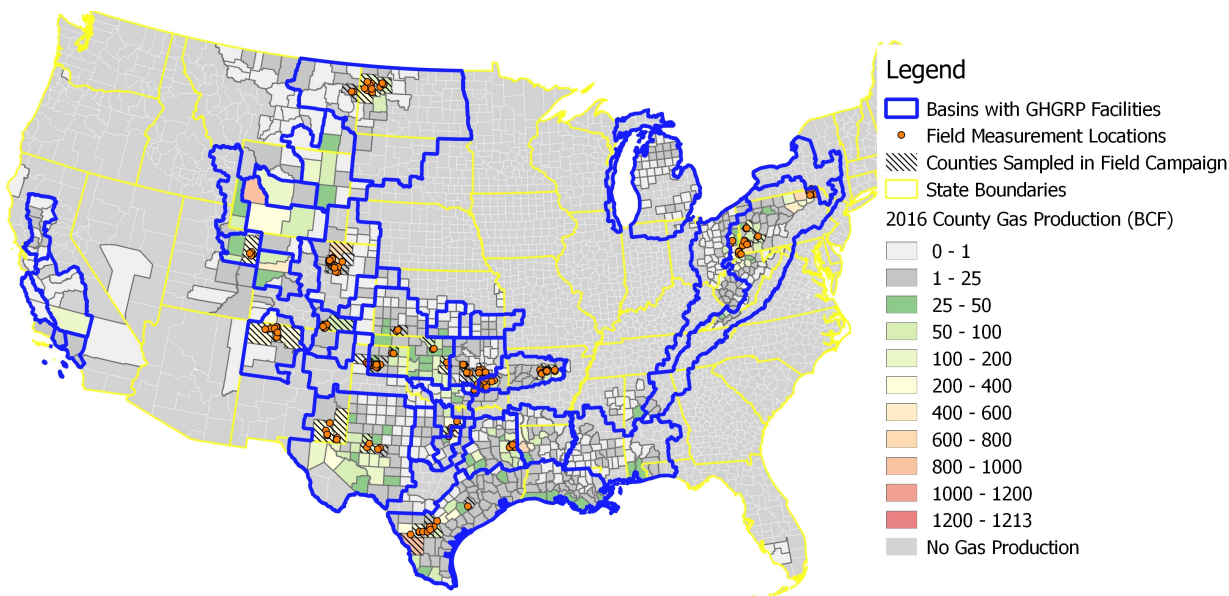 Legend
Basins with GHGRP Facilities
Field Measurement Locations
Counties Sampled in Field Campaign
State Boundaries
2016 County Gas Production (BCF)
0 - 1
1 - 25
25 - 50
50 - 100
100 - 200
200 - 400
400 - 600
600 - 800
800 - 1000
1000 - 1200
1200 - 1213
No Gas Production